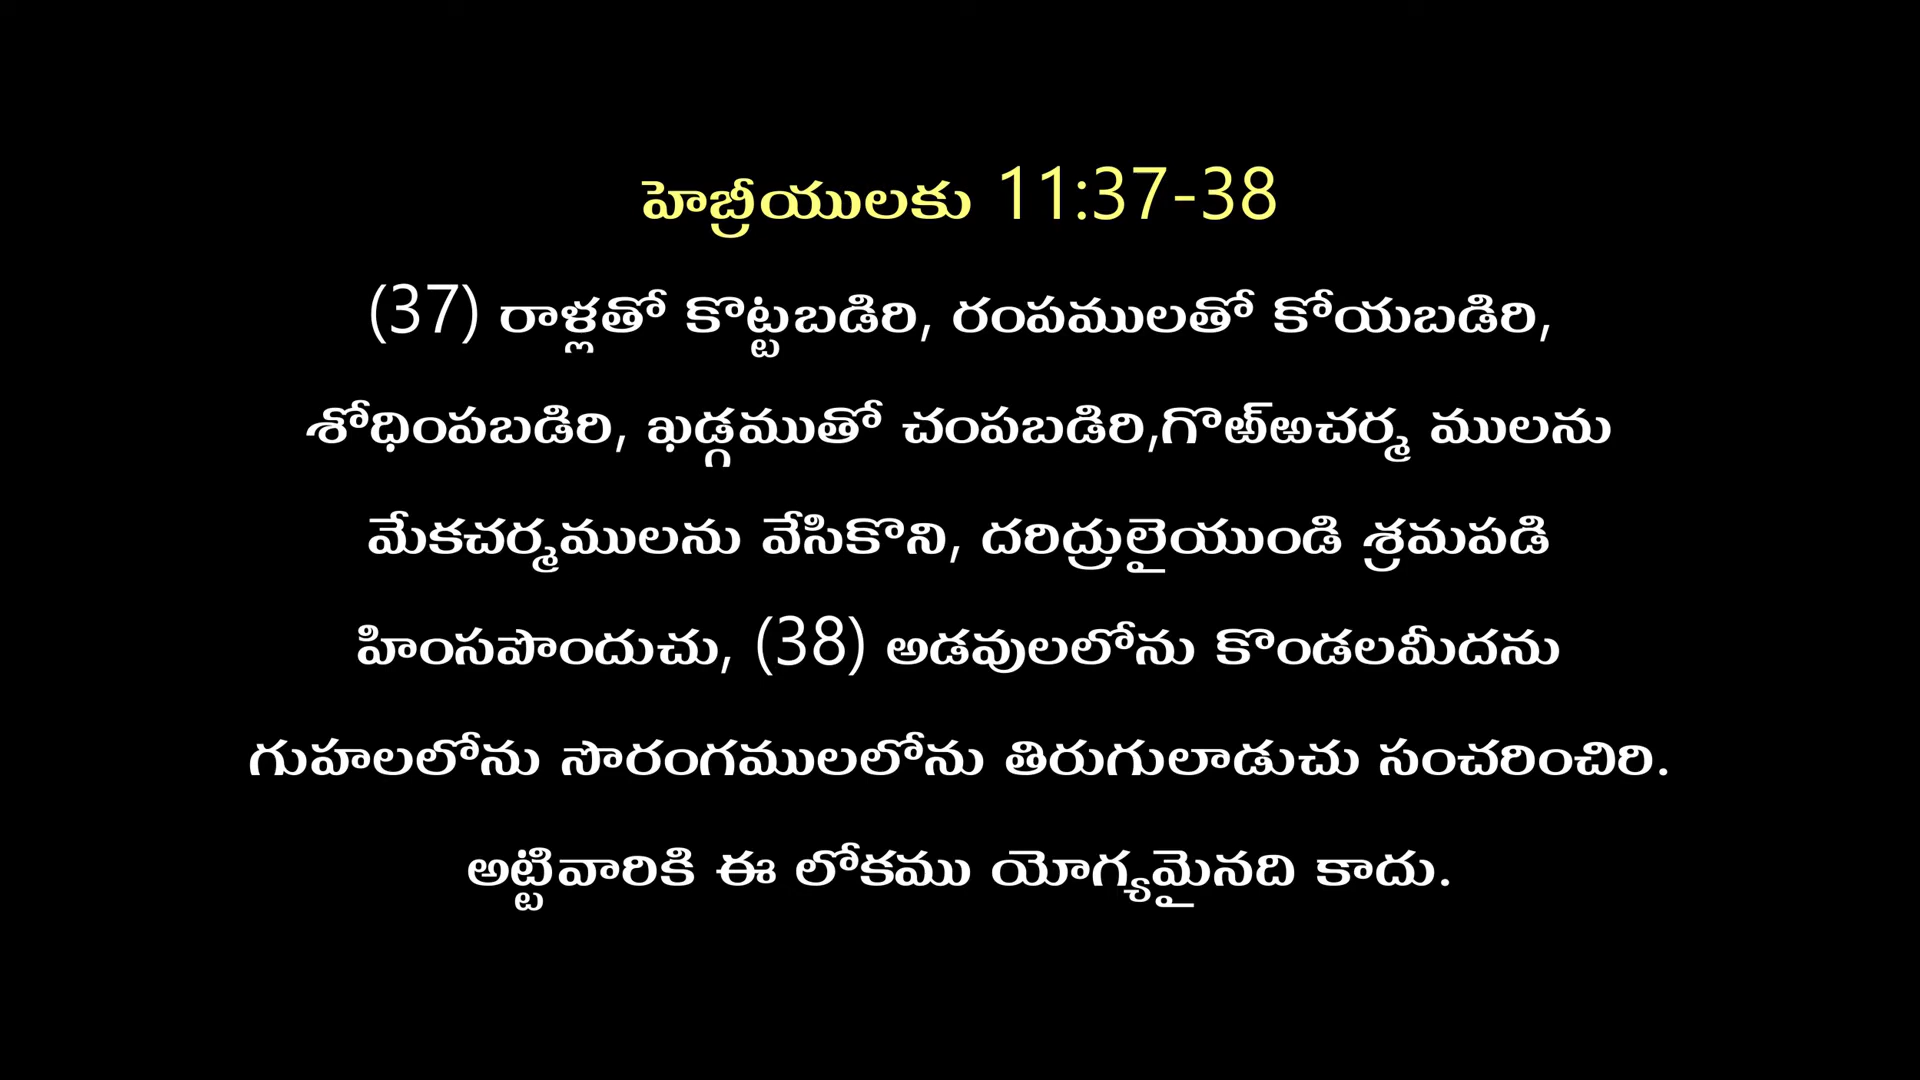 హెబ్రీయులకు 11:37-38
(37) రాళ్లతో కొట్టబడిరి, రంపములతో కోయబడిరి,
శోధింపబడిరి, ఖడ్గముతో చంపబడిరి,గొఱ్ఱచర్మ ములను
మేకచర్మములను వేసికొని, దరిద్రులైయుండి శ్రమపడి
హింసపొందుచు, (38) అడవులలోను కొండలమీదను
గుహలలోను సొరంగములలోను తిరుగులాడుచు సంచరించిరి.
అట్టివారికి ఈ లోకము యోగ్యమైనది కాదు.